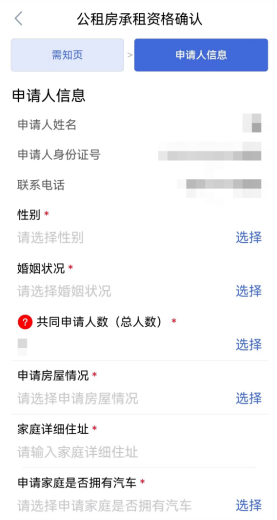 公租房承租资格确认
需知页 > 申请人信息
申请人信息
申请人姓名
申请人身份证号
联系电话
性别 *
请选择性别 选择
婚姻状况 *
请选择婚姻状况 选择
? 共同申请人数（总人数） *
选择
申请房屋情况 *
请选择申请房屋情况 选择
家庭详细住址 *
请输入家庭详细住址
申请家庭是否拥有汽车 *
请选择申请家庭是否拥有汽车 选择